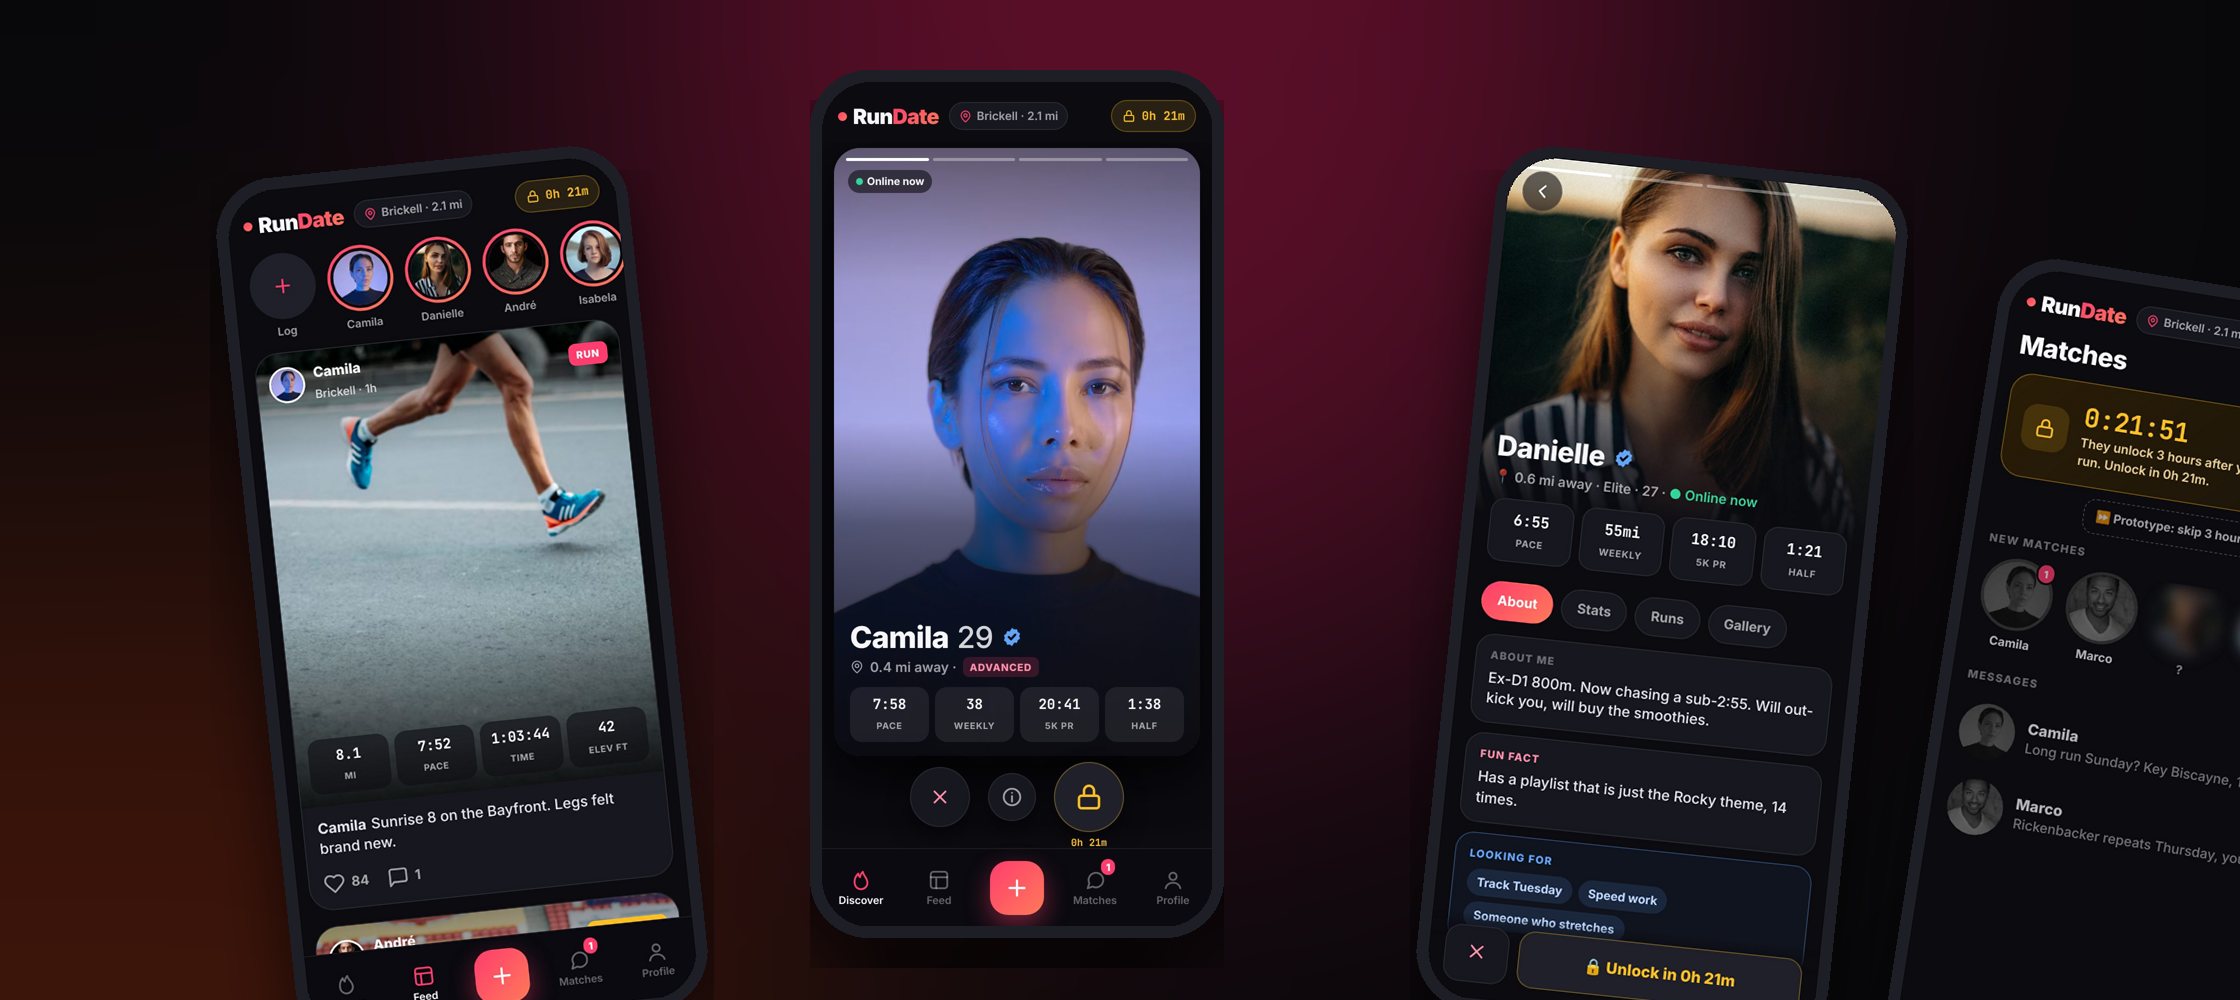 RunDate
Brickell · 2.1 mi
0h 21m
Log
Camila
Danielle
André
Isabela
Camila
Brickell · 1h
RUN
8.1
MI
7:52
PACE
1:03:44
TIME
42
ELEV FT
Camila Sunrise 8 on the Bayfront. Legs felt
brand new.
84
1
André
Feed
1
Matches
Profile
RunDate
Brickell · 2.1 mi
0h 21m
Online now
Camila 29
0.4 mi away ·
ADVANCED
7:58
PACE
38
WEEKLY
20:41
5K PR
1:38
HALF
0h 21m
Discover
Feed
1
Matches
Profile
Danielle
0.6 mi away · Elite · 27 · Online now
6:55
PACE
55mi
WEEKLY
18:10
5K PR
1:21
HALF
About
Stats
Runs
Gallery
ABOUT ME
Ex-D1 800m. Now chasing a sub-2:55. Will out-
kick you, will buy the smoothies.
FUN FACT
Has a playlist that is just the Rocky theme, 14
times.
LOOKING FOR
Track Tuesday
Speed work
Someone who stretches
Unlock in 0h 21m
RunDate
Brickell · 2.1 m
Matches
0:21:51
They unlock 3 hours after y
run. Unlock in 0h 21m.
Prototype: skip 3 hour
NEW MATCHES
1
Camila
Marco
?
MESSAGES
Camila
Long run Sunday? Key Biscayne,
Marco
Rickenbacker repeats Thursday, yo